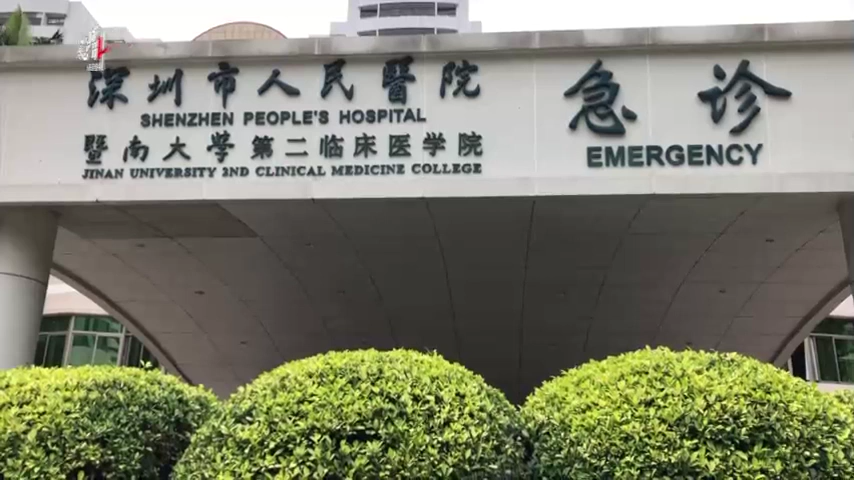 深圳市人民醫院
SHENZHEN PEOPLE'S HOSPITAL
暨南大學第二临床医学院
JINAN UNIVERSITY 2ND CLINICAL MEDICINE COLLEGE
急诊
EMERGENCY